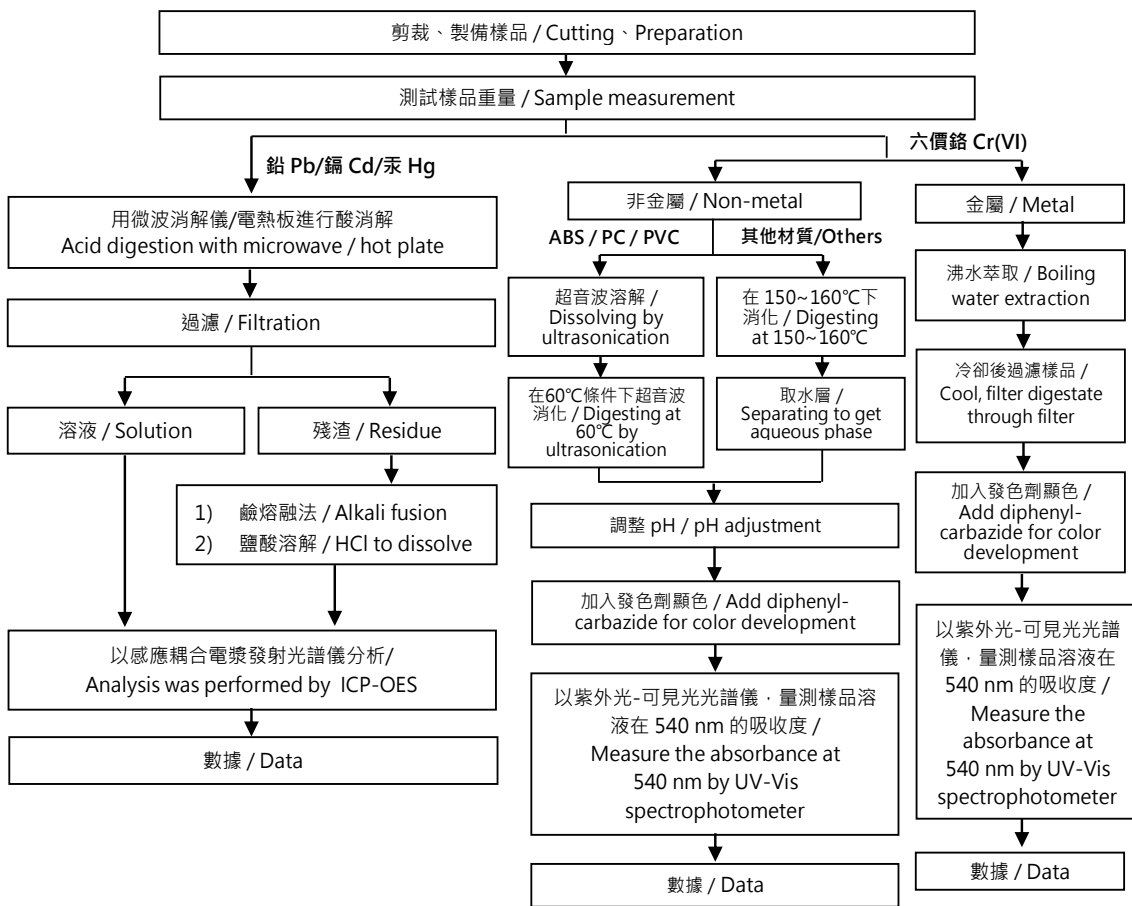 剪裁、製備樣品 / Cutting、Preparation
測試樣品重量 / Sample measurement
鉛 Pb/鎘 Cd/汞 Hg
用微波消解儀/電熱板進行酸消解
Acid digestion with microwave / hot plate
過濾 / Filtration
溶液 / Solution
殘渣 / Residue
1) 鹼熔融法 / Alkali fusion
2) 鹽酸溶解 / HCl to dissolve
以感應耦合電漿發射光譜儀分析/
Analysis was performed by ICP-OES
數據 / Data
六價鉻 Cr(VI)
非金屬 / Non-metal
ABS / PC / PVC
其他材質/Others
超音波溶解 /
Dissolving by
ultrasonication
在60℃條件下超音波
消化 / Digesting at
60℃ by
ultrasonication
在 150~160℃下
消化 / Digesting
at 150~160℃
取水層 /
Separating to get
aqueous phase
調整 pH / pH adjustment
加入發色劑顯色 / Add diphenyl-
carbazide for color development
以紫外光-可見光光譜儀，量測樣品溶
液在 540 nm 的吸收度 /
Measure the absorbance at
540 nm by UV-Vis
spectrophotometer
數據 / Data
金屬 / Metal
沸水萃取 / Boiling
water extraction
冷卻後過濾樣品 /
Cool, filter digestate
through filter
加入發色劑顯色 /
Add diphenyl-
carbazide for color
development
以紫外光-可見光光譜
儀，量測樣品溶液在
540 nm 的吸收度 /
Measure the
absorbance at
540 nm by UV-Vis
spectrophotometer
數據 / Data